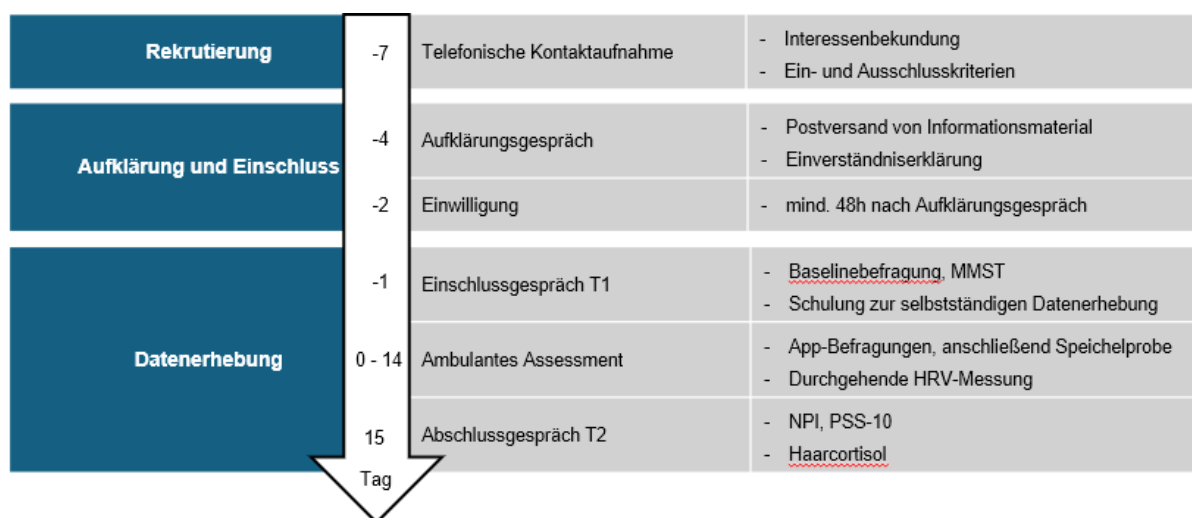 Rekrutierung
-7
Telefonische Kontaktaufnahme
- Interessenbekundung
- Ein- und Ausschlusskriterien
Aufklärung und Einschluss
-4
Aufklärungsgespräch
- Postversand von Informationsmaterial
- Einverständniserklärung
-2
Einwilligung
- mind. 48h nach Aufklärungsgespräch
Datenerhebung
-1
Einschlussgespräch T1
- Baselinebefragung, MMST
- Schulung zur selbstständigen Datenerhebung
0 - 14
Ambulantes Assessment
- App-Befragungen, anschließend Speichelprobe
- Durchgehende HRV-Messung
15
Abschlussgespräch T2
- NPI, PSS-10
- Haarcortisol
Tag